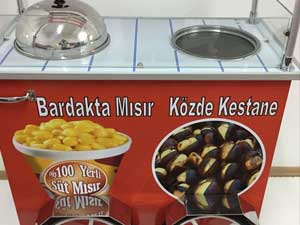 Bardakta Mısır
Közde Kestane
%100 Yerli
Süt Mısır